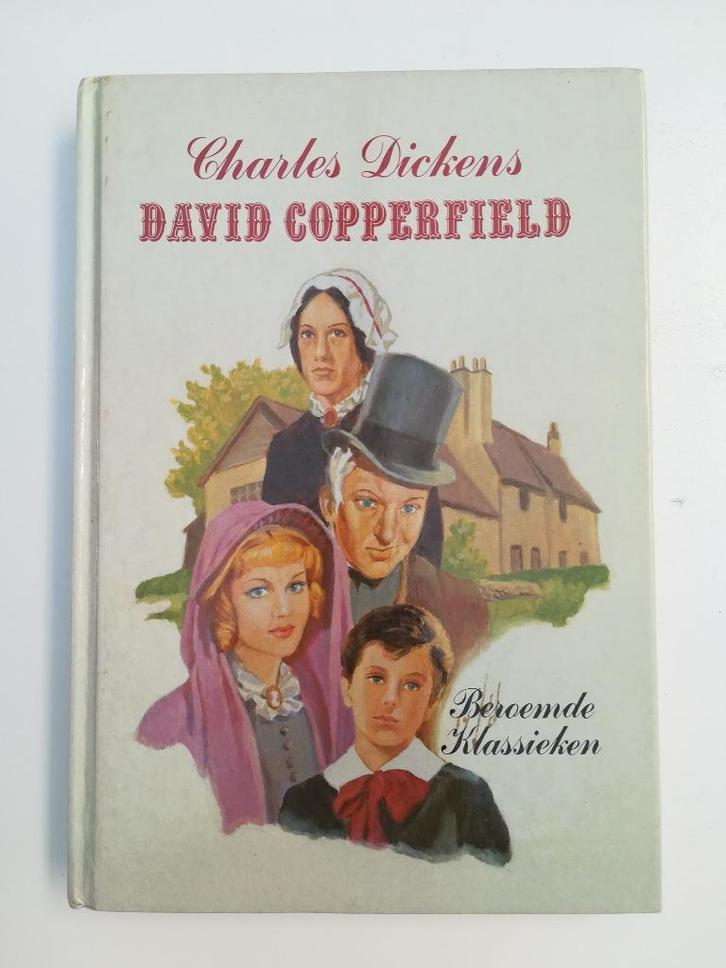 Charles Dickens
DAVID COPPERFIELD
Beroemde
Klassieken